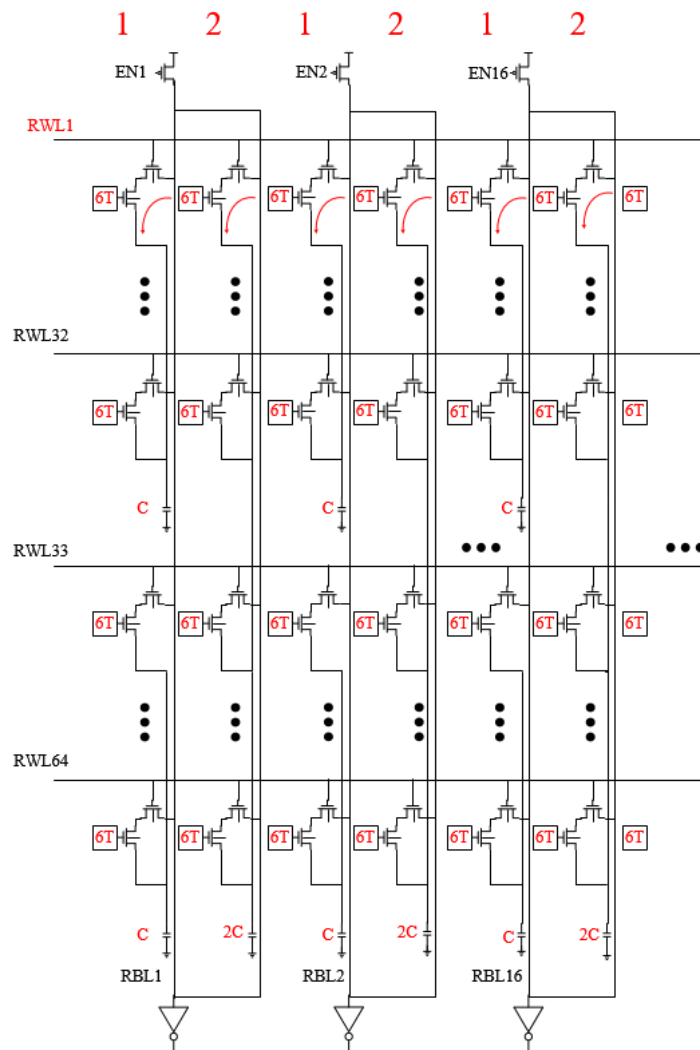 1 2 1 2 1 2
EN1 EN2 EN16
RWL1
6T 6T 6T 6T 6T 6T 6T
RWL32
6T 6T 6T 6T 6T 6T 6T
C C C
RWL33
6T 6T 6T 6T 6T 6T 6T
RWL64
6T 6T 6T 6T 6T 6T 6T
C 2C C 2C C 2C
RBL1 RBL2 RBL16